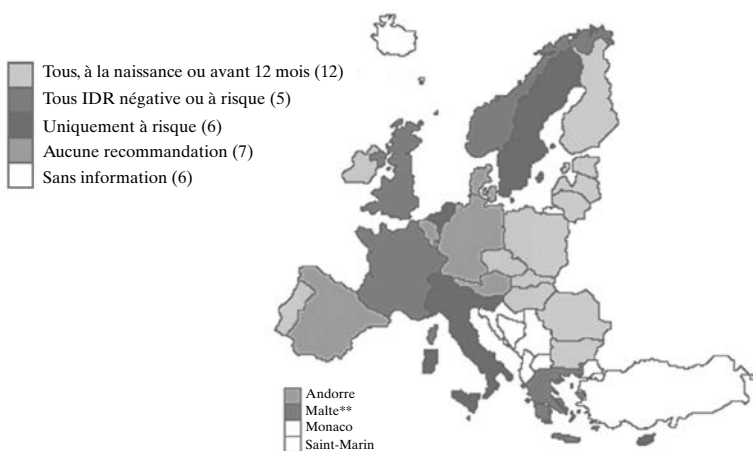 Tous, à la naissance ou avant 12 mois (12)
Tous IDR négative ou à risque (5)
Uniquement à risque (6)
Aucune recommandation (7)
Sans information (6)
Andorre
Malte**
Monaco
Saint-Marin